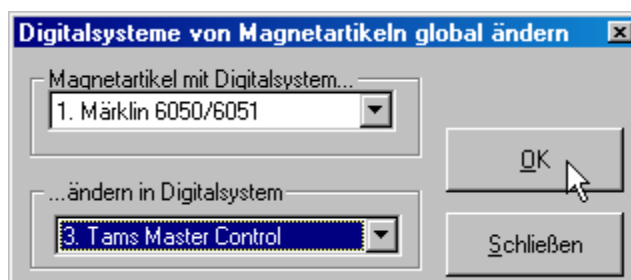 Digitalsysteme von Magnetartikeln global ändern
Magnetartikel mit Digitalsystem...
1. Märklin 6050/6051
OK
...ändern in Digitalsystem
3. Tams Master Control
Schließen